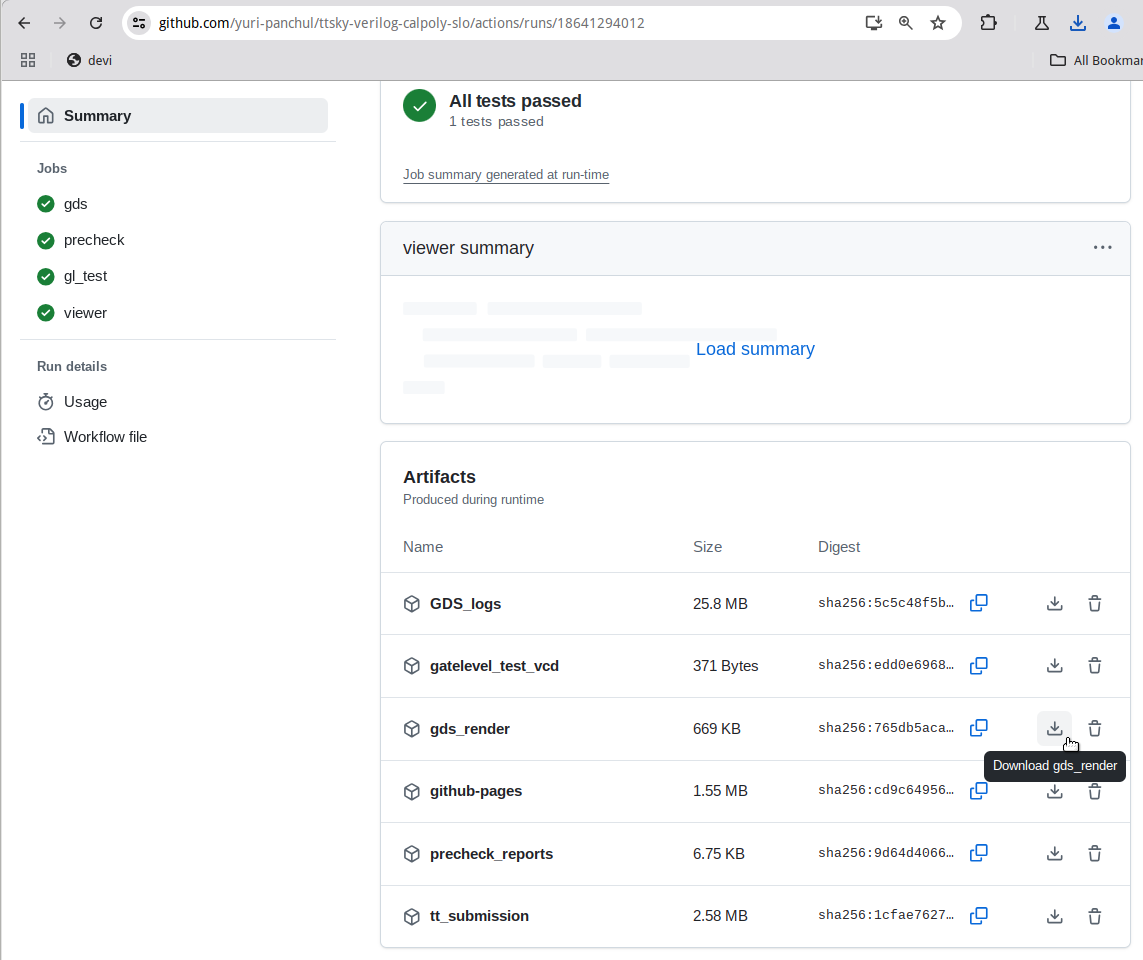 github.com/yuri-panchul/ttsky-verilog-calpoly-slo/actions/runs/18641294012
devi
All Bookmar
Summary
Jobs
gds
precheck
gl_test
viewer
Run details
Usage
Workflow file
All tests passed
1 tests passed
Job summary generated at run-time
viewer summary
Load summary
Artifacts
Produced during runtime
Name Size Digest
GDS_logs 25.8 MB sha256:5c5c48f5b…
gatelevel_test_vcd 371 Bytes sha256:edd0e6968…
gds_render 669 KB sha256:765db5aca…
Download gds_render
github-pages 1.55 MB sha256:cd9c64956…
precheck_reports 6.75 KB sha256:9d64d4066…
tt_submission 2.58 MB sha256:1cfae7627…